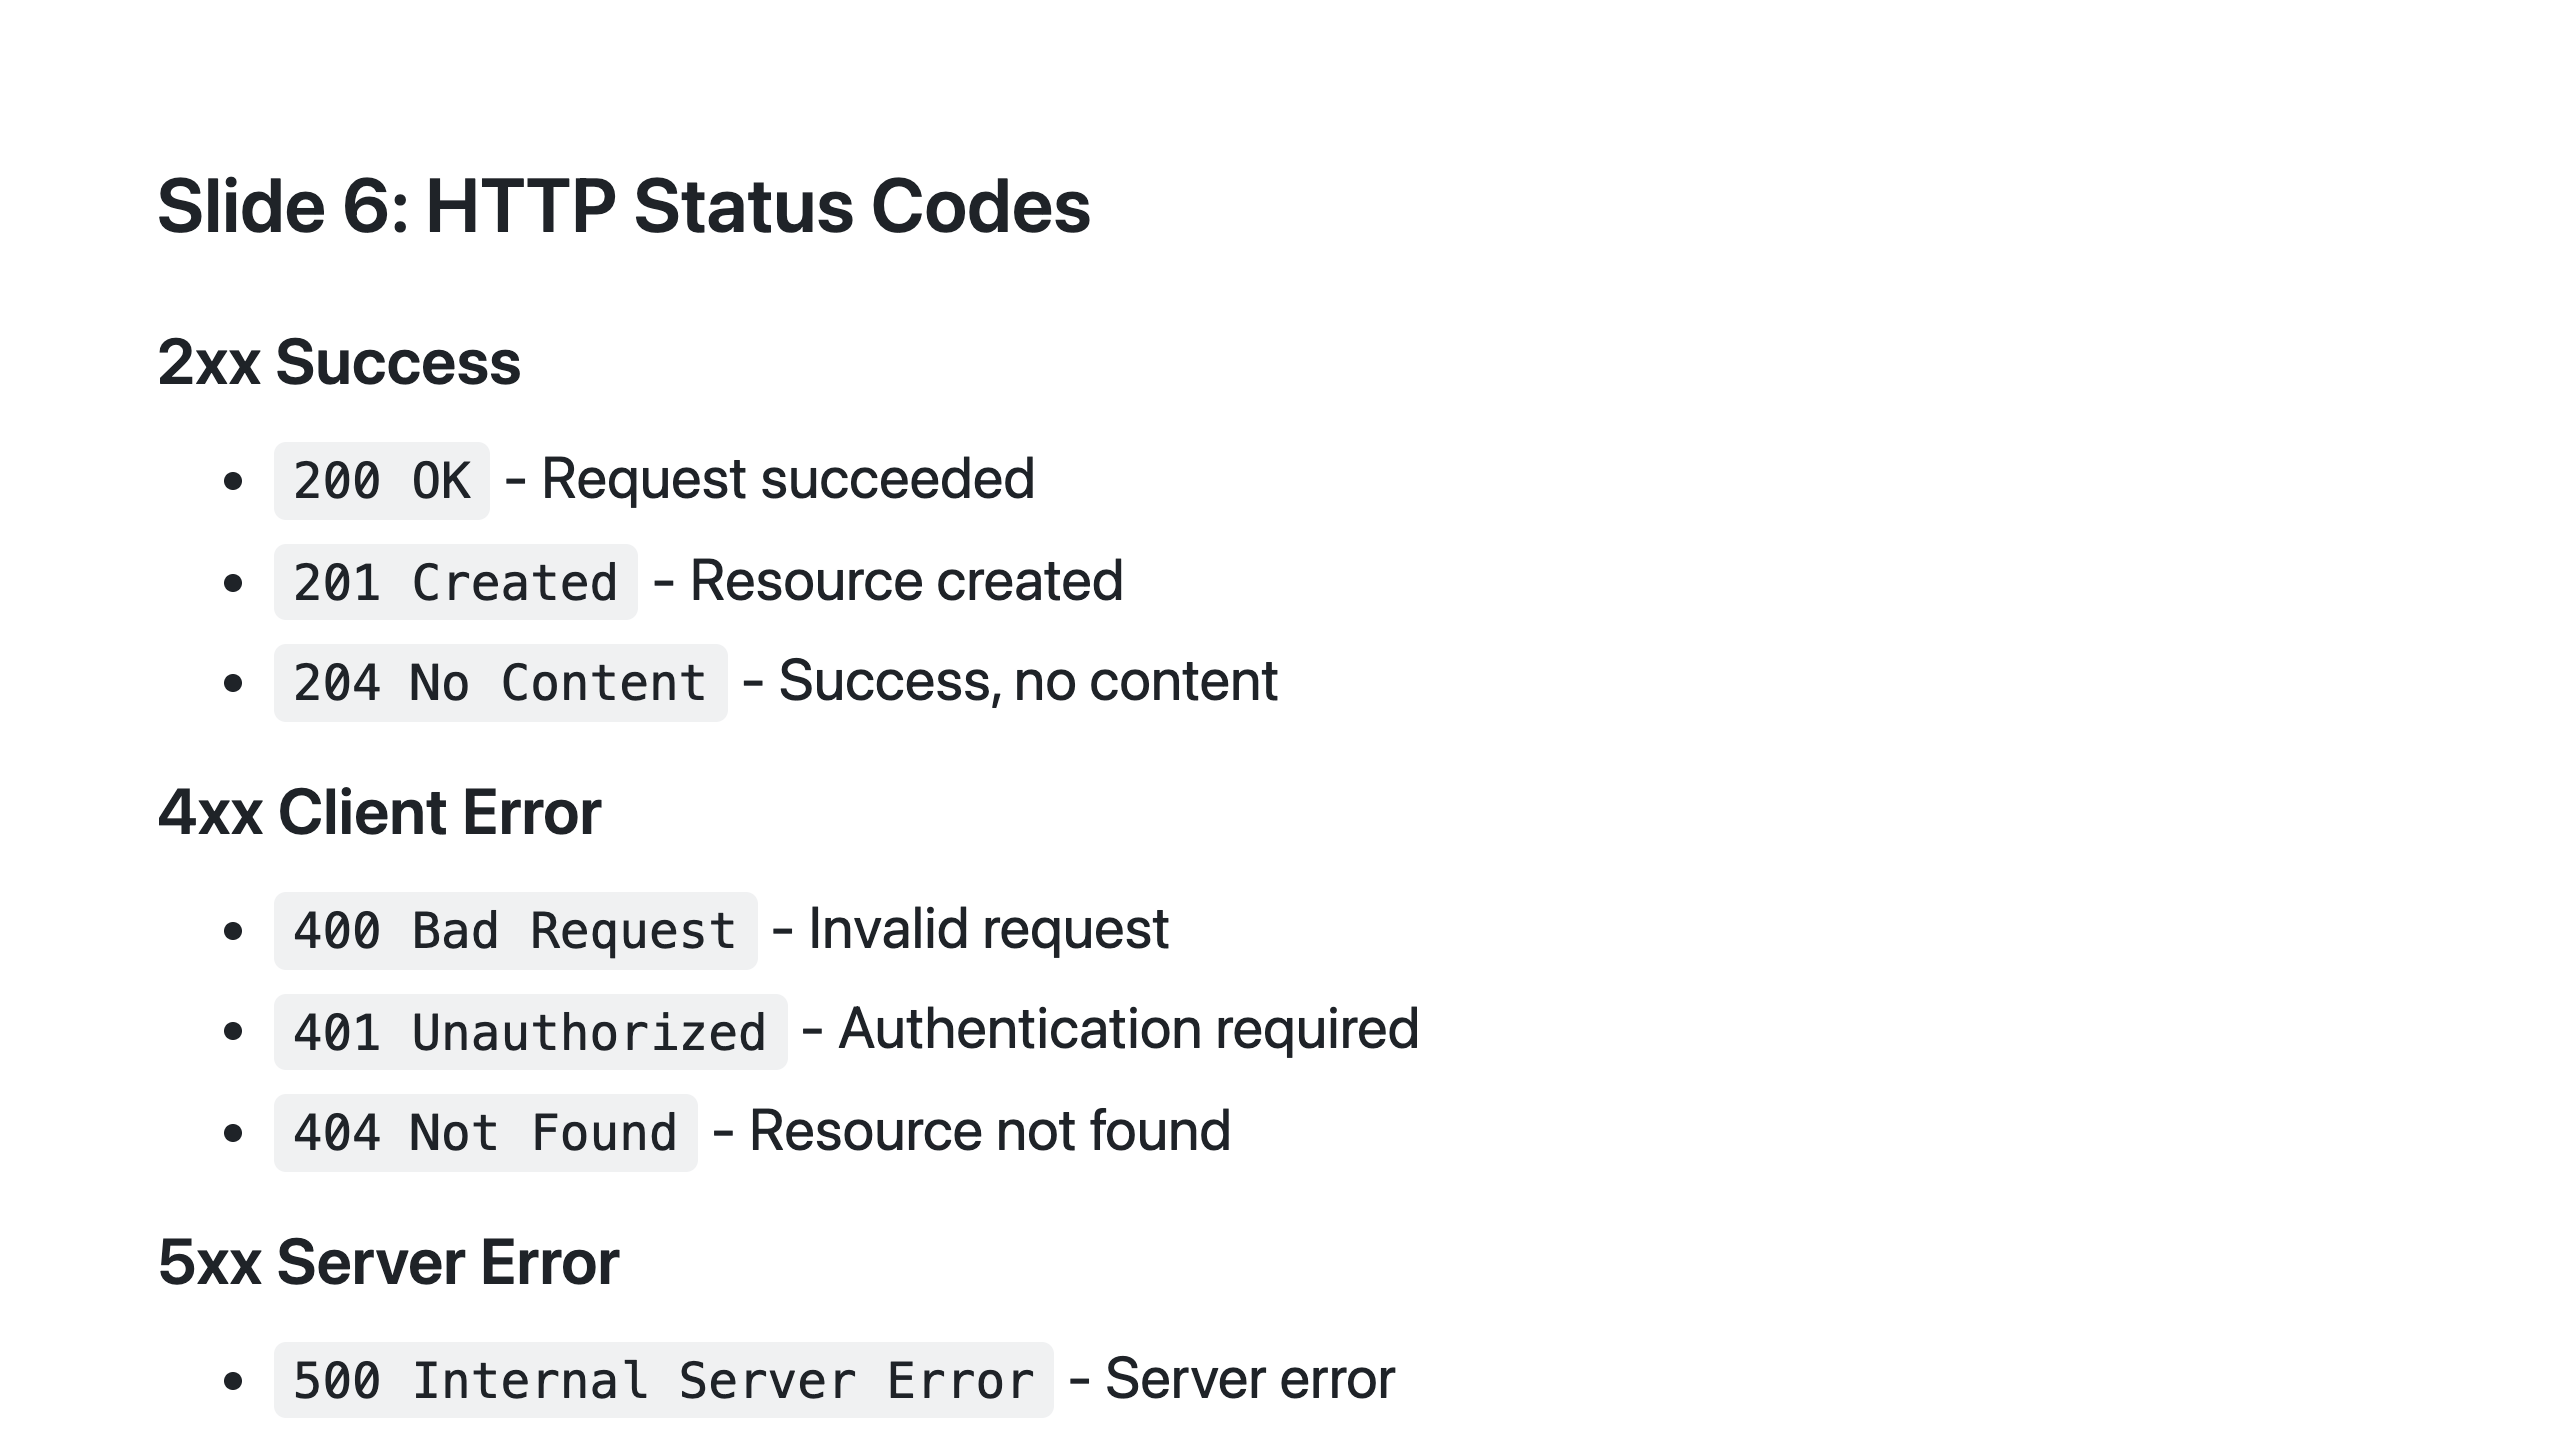 Slide 6: HTTP Status Codes
2xx Success
• 200 OK - Request succeeded
• 201 Created - Resource created
• 204 No Content - Success, no content
4xx Client Error
• 400 Bad Request - Invalid request
• 401 Unauthorized - Authentication required
• 404 Not Found - Resource not found
5xx Server Error
• 500 Internal Server Error - Server error